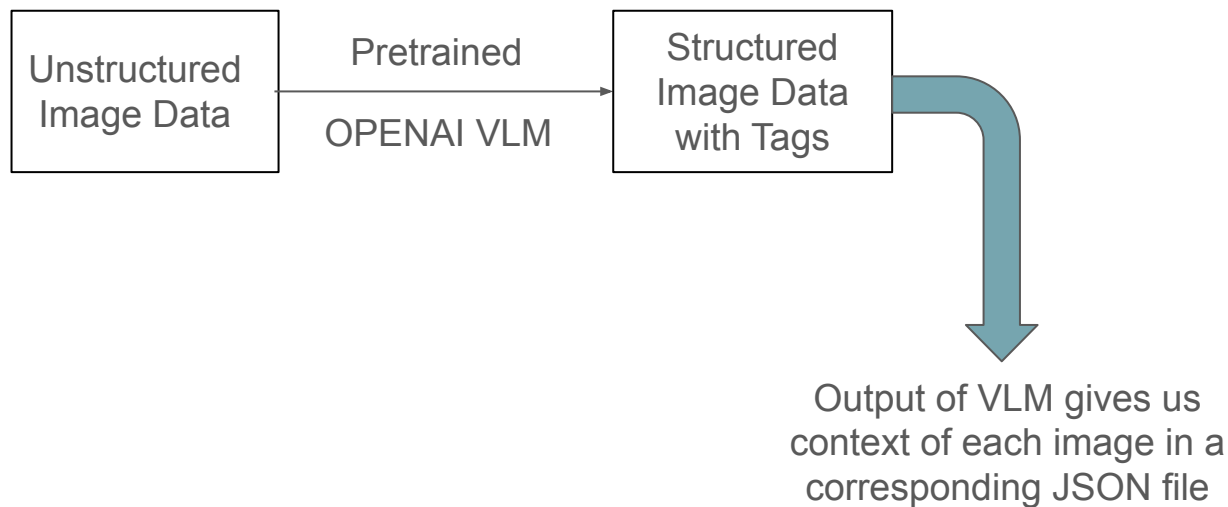 Unstructured
Image Data
Pretrained
OPENAI VLM
Structured
Image Data
with Tags
Output of VLM gives us
context of each image in a
corresponding JSON file